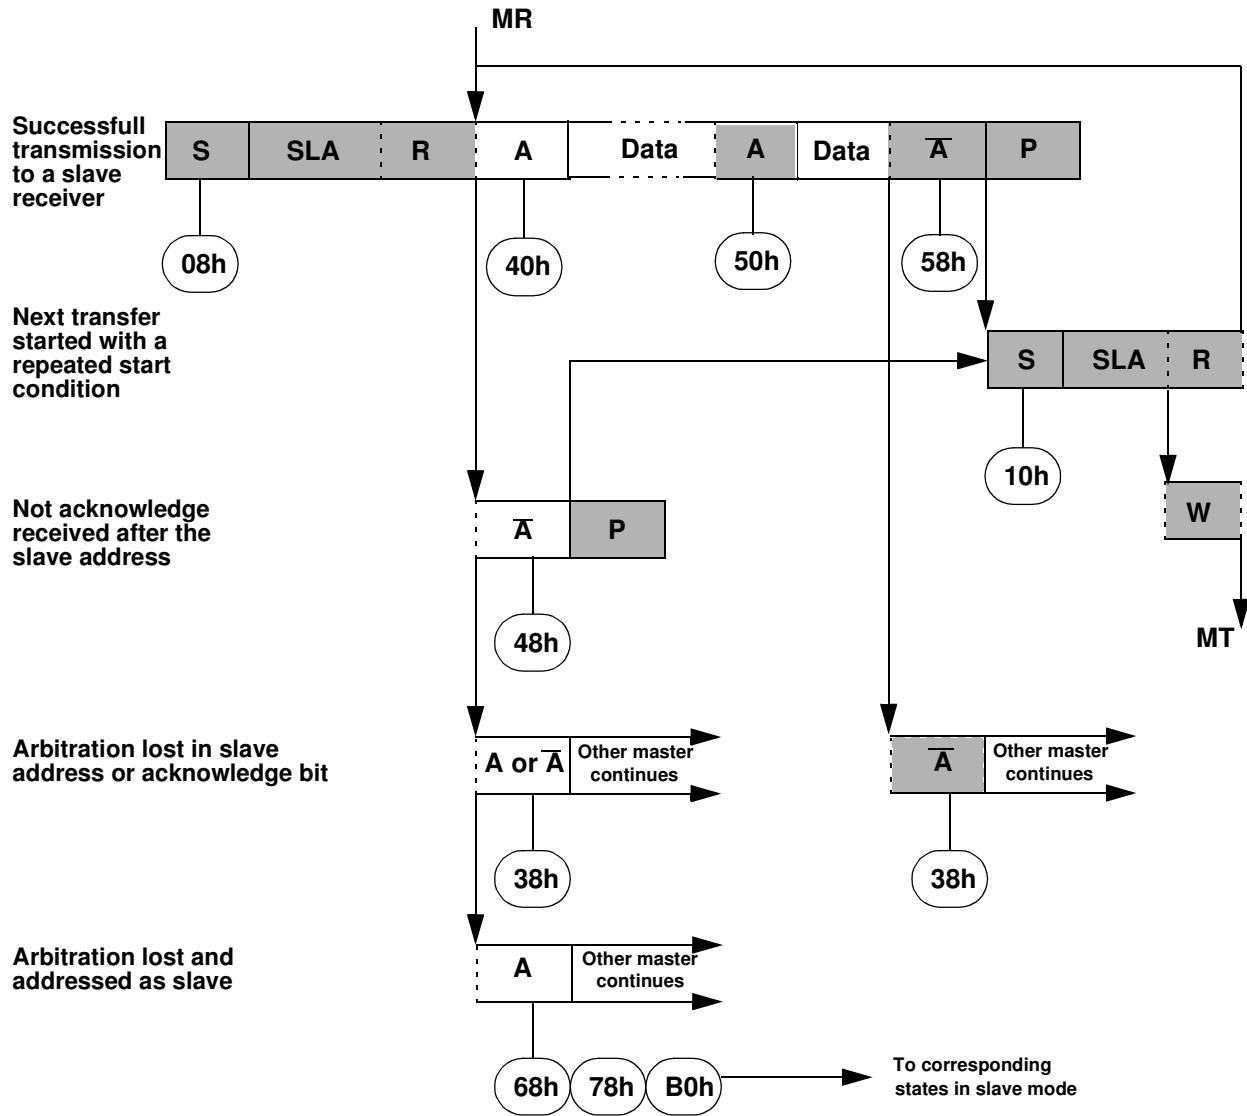 MR
Successfull
transmission
to a slave
receiver
S SLA R A Data A Data A̅ P
08h 40h 50h 58h
Next transfer
started with a
repeated start
condition
S SLA R
10h
Not acknowledge
received after the
slave address
A̅ P
W
48h
MT
Arbitration lost in slave
address or acknowledge bit
A or A̅
Other master
continues
A̅
Other master
continues
38h 38h
Arbitration lost and
addressed as slave
A
Other master
continues
68h 78h B0h
To corresponding
states in slave mode